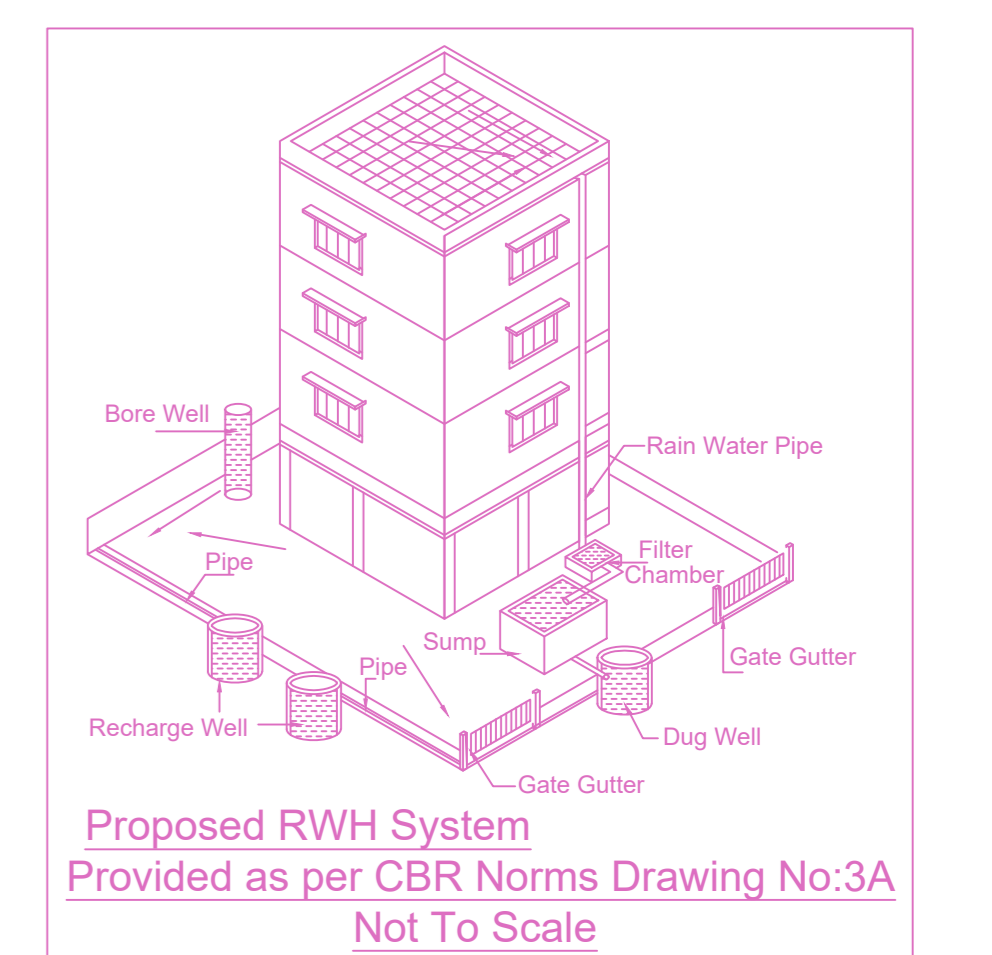 Bore Well
Rain Water Pipe
Filter
Chamber
Pipe
Sump
Pipe
Gate Gutter
Recharge Well
Dug Well
Gate Gutter
Proposed RWH System
Provided as per CBR Norms Drawing No:3A
Not To Scale